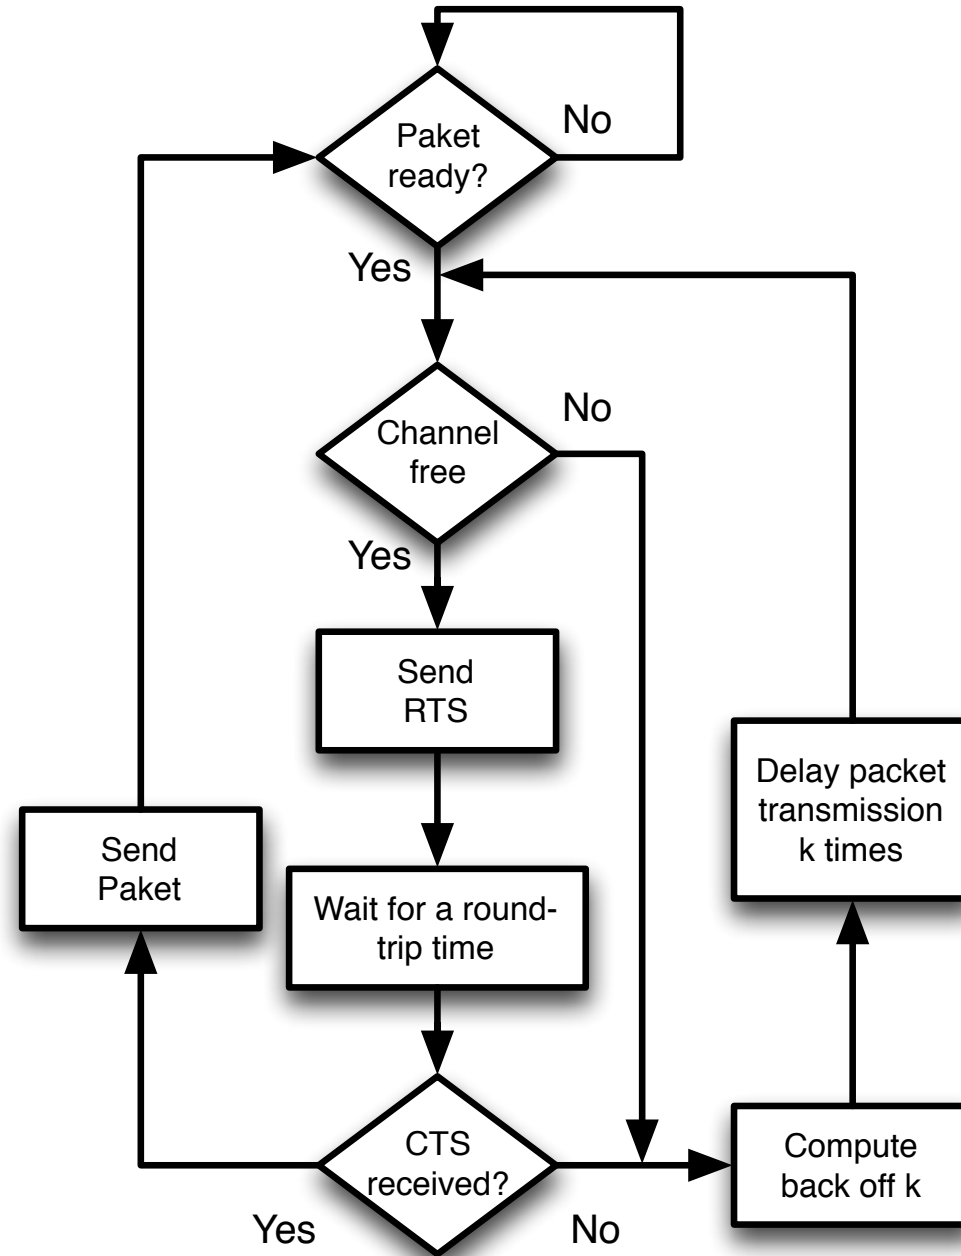 No
Paket
ready?
Yes
Channel
free
No
Yes
Send
RTS
Delay packet
transmission
k times
Send
Paket
Wait for a round-
trip time
CTS
received?
Yes
No
Compute
back off k